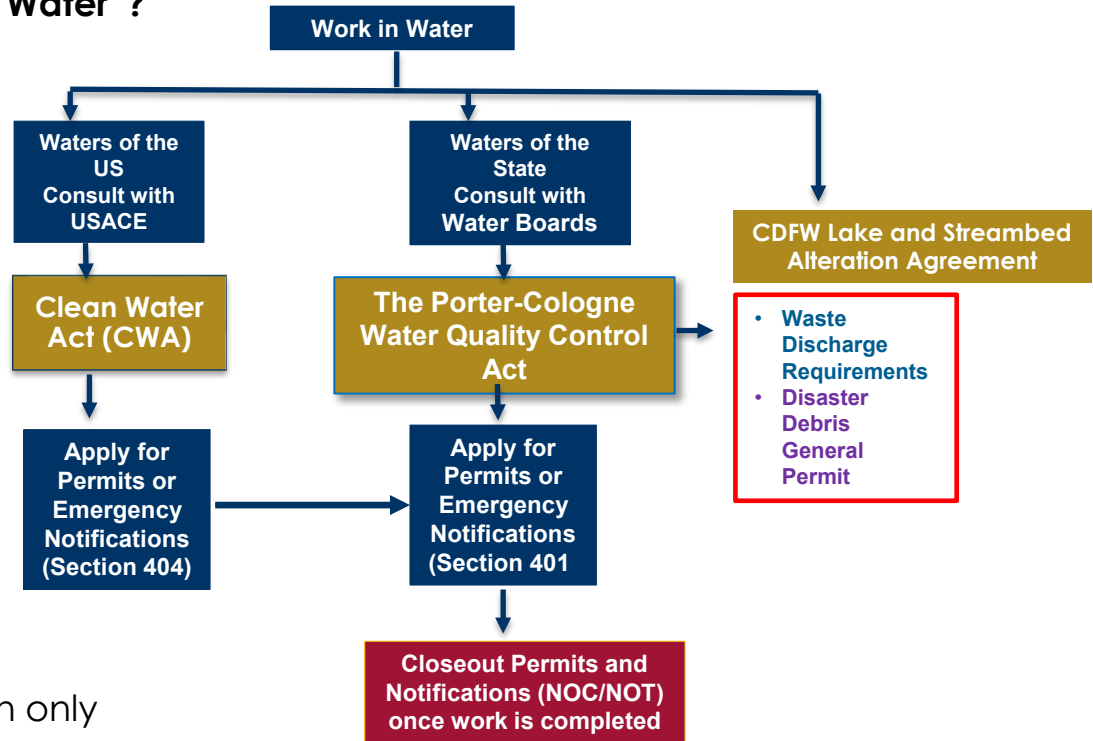 Water ?
Work in Water
Waters of the
US
Consult with
USACE
Waters of the
State
Consult with
Water Boards
CDFW Lake and Streambed
Alteration Agreement
Clean Water
Act (CWA)
The Porter-Cologne
Water Quality Control
Act
• Waste
Discharge
Requirements
• Disaster
Debris
General
Permit
Apply for
Permits or
Emergency
Notifications
(Section 404)
Apply for
Permits or
Emergency
Notifications
(Section 401
Closeout Permits and
Notifications (NOC/NOT)
once work is completed
only